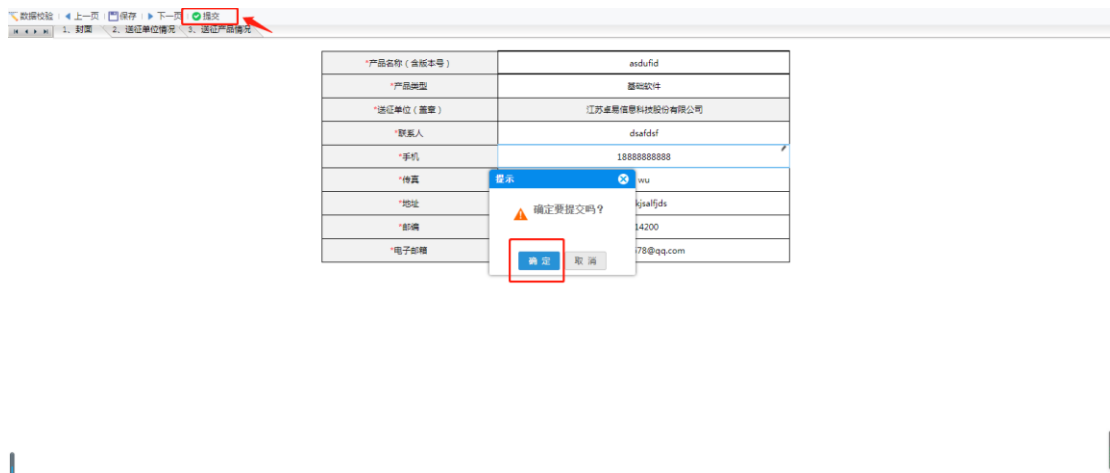 数据校验 上一页 保存 下一页 提交
1、封面 2、送征单位情况 3、送征产品情况
*产品名称（含版本号） asdufid
*产品类型 基础软件
*送征单位（盖章） 江苏卓易信息科技股份有限公司
*联系人 dsafdsf
*手机 18888888888
*传真 wu
*地址 kjsalfjds
*邮编 14200
*电子邮箱 78@qq.com
提示
确定要提交吗？
确定 取消